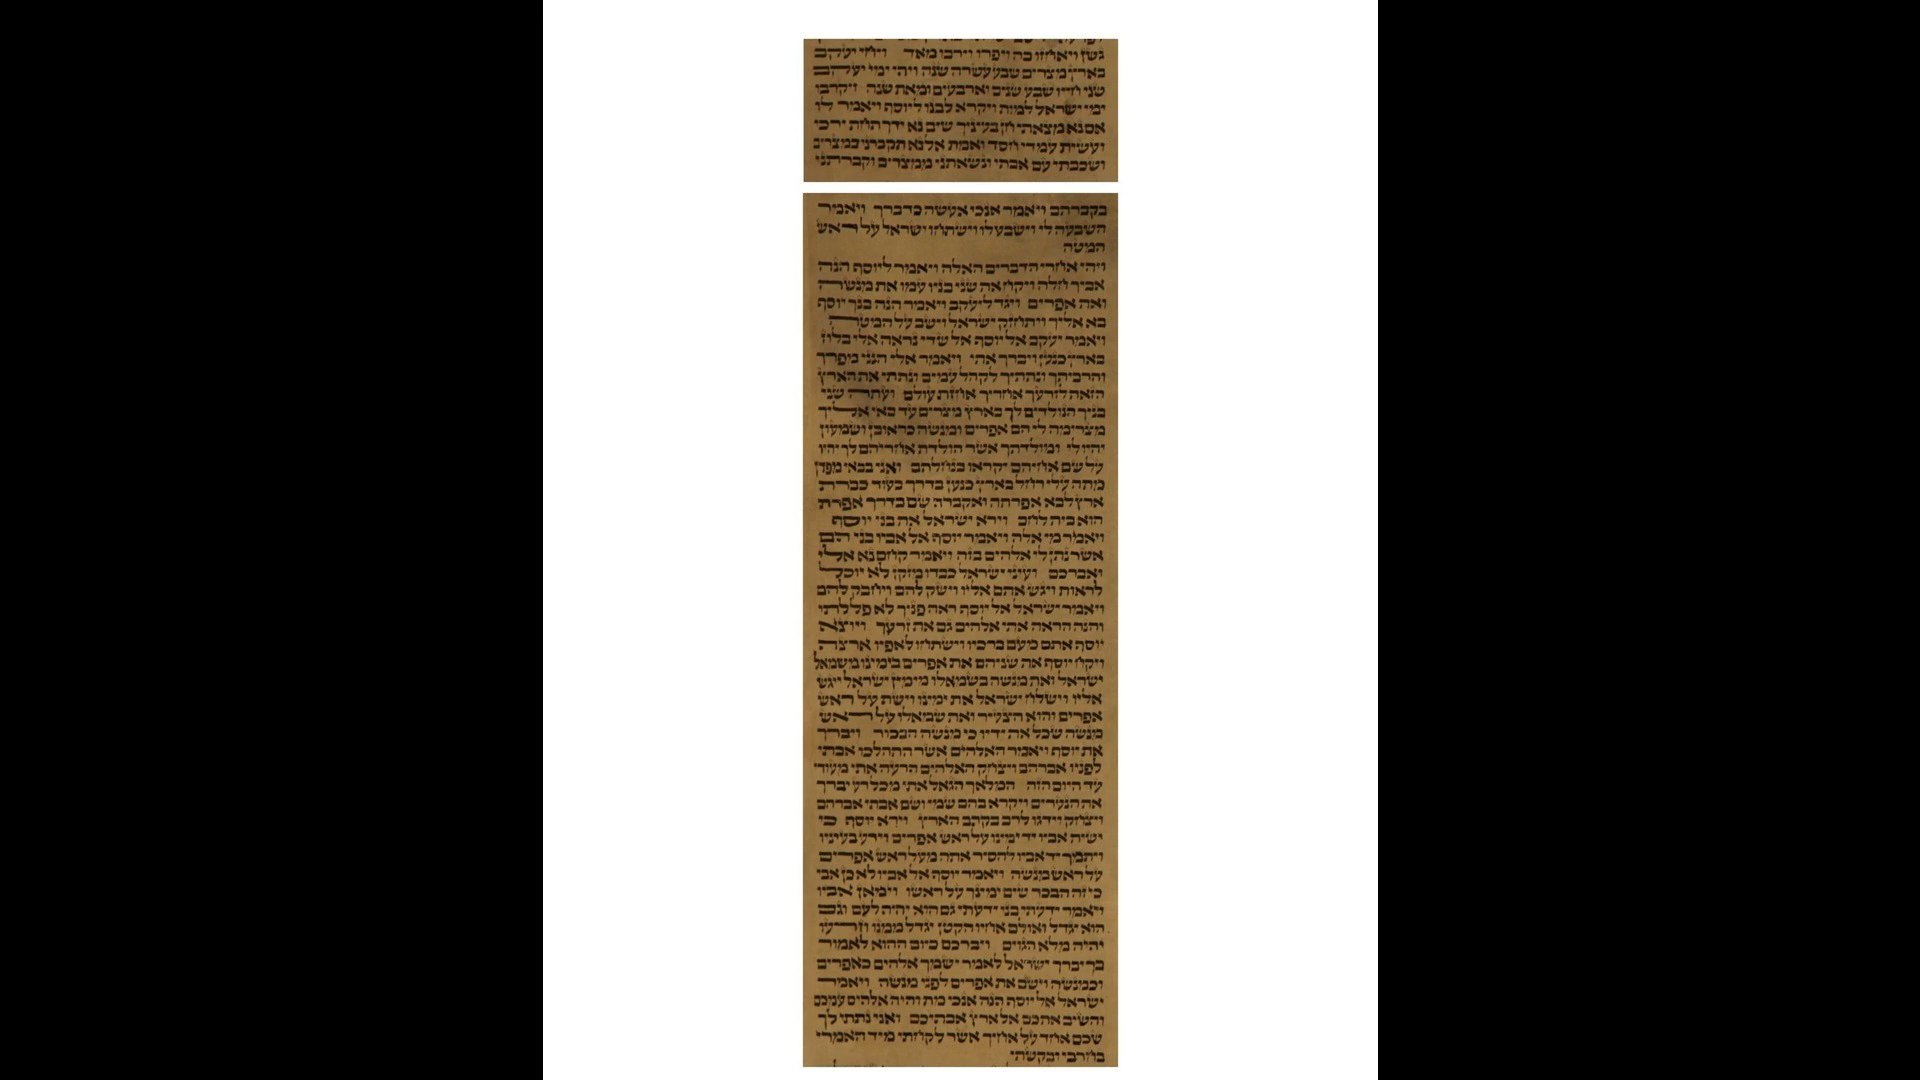 גשן ויאחזו בה ויפרו וירבו מאד ויחי יעקב
בארץ מצרים שבע עשרה שנה ויהי ימי יעקב
שני חייו שבע שנים וארבעים ומאת שנה ויקרבו
ימי ישראל למות ויקרא לבנו ליוסף ויאמר לו
אם נא מצאתי חן בעיניך שים נא ידך תחת ירכי
ועשית עמדי חסד ואמת אל נא תקברני במצרים
ושכבתי עם אבתי ונשאתני ממצרים וקברתני
בקברתם ויאמר אנכי אעשה כדברך ויאמר
השבעה לי וישבע לו וישתחו ישראל על ראש
המטה
ויהי אחרי הדברים האלה ויאמר ליוסף הנה
אביך חלה ויקח את שני בניו עמו את מנשה
ואת אפרים ויגד ליעקב ויאמר הנה בנך יוסף
בא אליך ויתחזק ישראל וישב על המטה
ויאמר יעקב אל יוסף אל שדי נראה אלי בלוז
בארץ כנען ויברך אתי ויאמר אלי הנני מפרך
והרביתך ונתתיך לקהל עמים ונתתי את הארץ
הזאת לזרעך אחריך אחזת עולם ועתה שני
בניך הנולדים לך בארץ מצרים עד באי אליך
מצרימה לי הם אפרים ומנשה כראובן ושמעון
יהיו לי ומולדתך אשר הולדת אחריהם לך יהיו
על שם אחיהם יקראו בנחלתם ואני בבאי מפדן
מתה עלי רחל בארץ כנען בדרך בעוד כברת
ארץ לבא אפרתה ואקברה שם בדרך אפרת
הוא בית לחם וירא ישראל את בני יוסף
ויאמר מי אלה ויאמר יוסף אל אביו בני הם
אשר נתן לי אלהים בזה ויאמר קחם נא אלי
ואברכם ועיני ישראל כבדו מזקן לא יוכל
לראות ויגש אתם אליו וישק להם ויחבק להם
ויאמר ישראל אל יוסף ראה פניך לא פללתי
והנה הראה אתי אלהים גם את זרעך ויוצא
יוסף אתם מעם ברכיו וישתחו לאפיו ארצה
ויקח יוסף את שניהם את אפרים בימינו משמאל
ישראל ואת מנשה בשמאלו מימין ישראל ויגש
אליו וישלח ישראל את ימינו וישת על ראש
אפרים והוא הצעיר ואת שמאלו על ראש
מנשה שכל את ידיו כי מנשה הבכור ויברך
את יוסף ויאמר האלהים אשר התהלכו אבתי
לפניו אברהם ויצחק האלהים הרעה אתי מעודי
עד היום הזה המלאך הגאל אתי מכל רע יברך
את הנערים ויקרא בהם שמי ושם אבתי אברהם
ויצחק וידגו לרב בקרב הארץ וירא יוסף כי
ישית אביו יד ימינו על ראש אפרים וירע בעיניו
ויתמך יד אביו להסיר אתה מעל ראש אפרים
על ראש מנשה ויאמר יוסף אל אביו לא כן אבי
כי זה הבכר שים ימינך על ראשו וימאן אביו
ויאמר ידעתי בני ידעתי גם הוא יהיה לעם וגם
הוא יגדל ואולם אחיו הקטן יגדל ממנו וזרעו
יהיה מלא הגוים ויברכם ביום ההוא לאמור
בך יברך ישראל לאמר ישמך אלהים כאפרים
וכמנשה וישם את אפרים לפני מנשה ויאמר
ישראל אל יוסף הנה אנכי מת והיה אלהים עמכם
והשיב אתכם אל ארץ אבתיכם ואני נתתי לך
שכם אחד על אחיך אשר לקחתי מיד האמרי
בחרבי ובקשתי